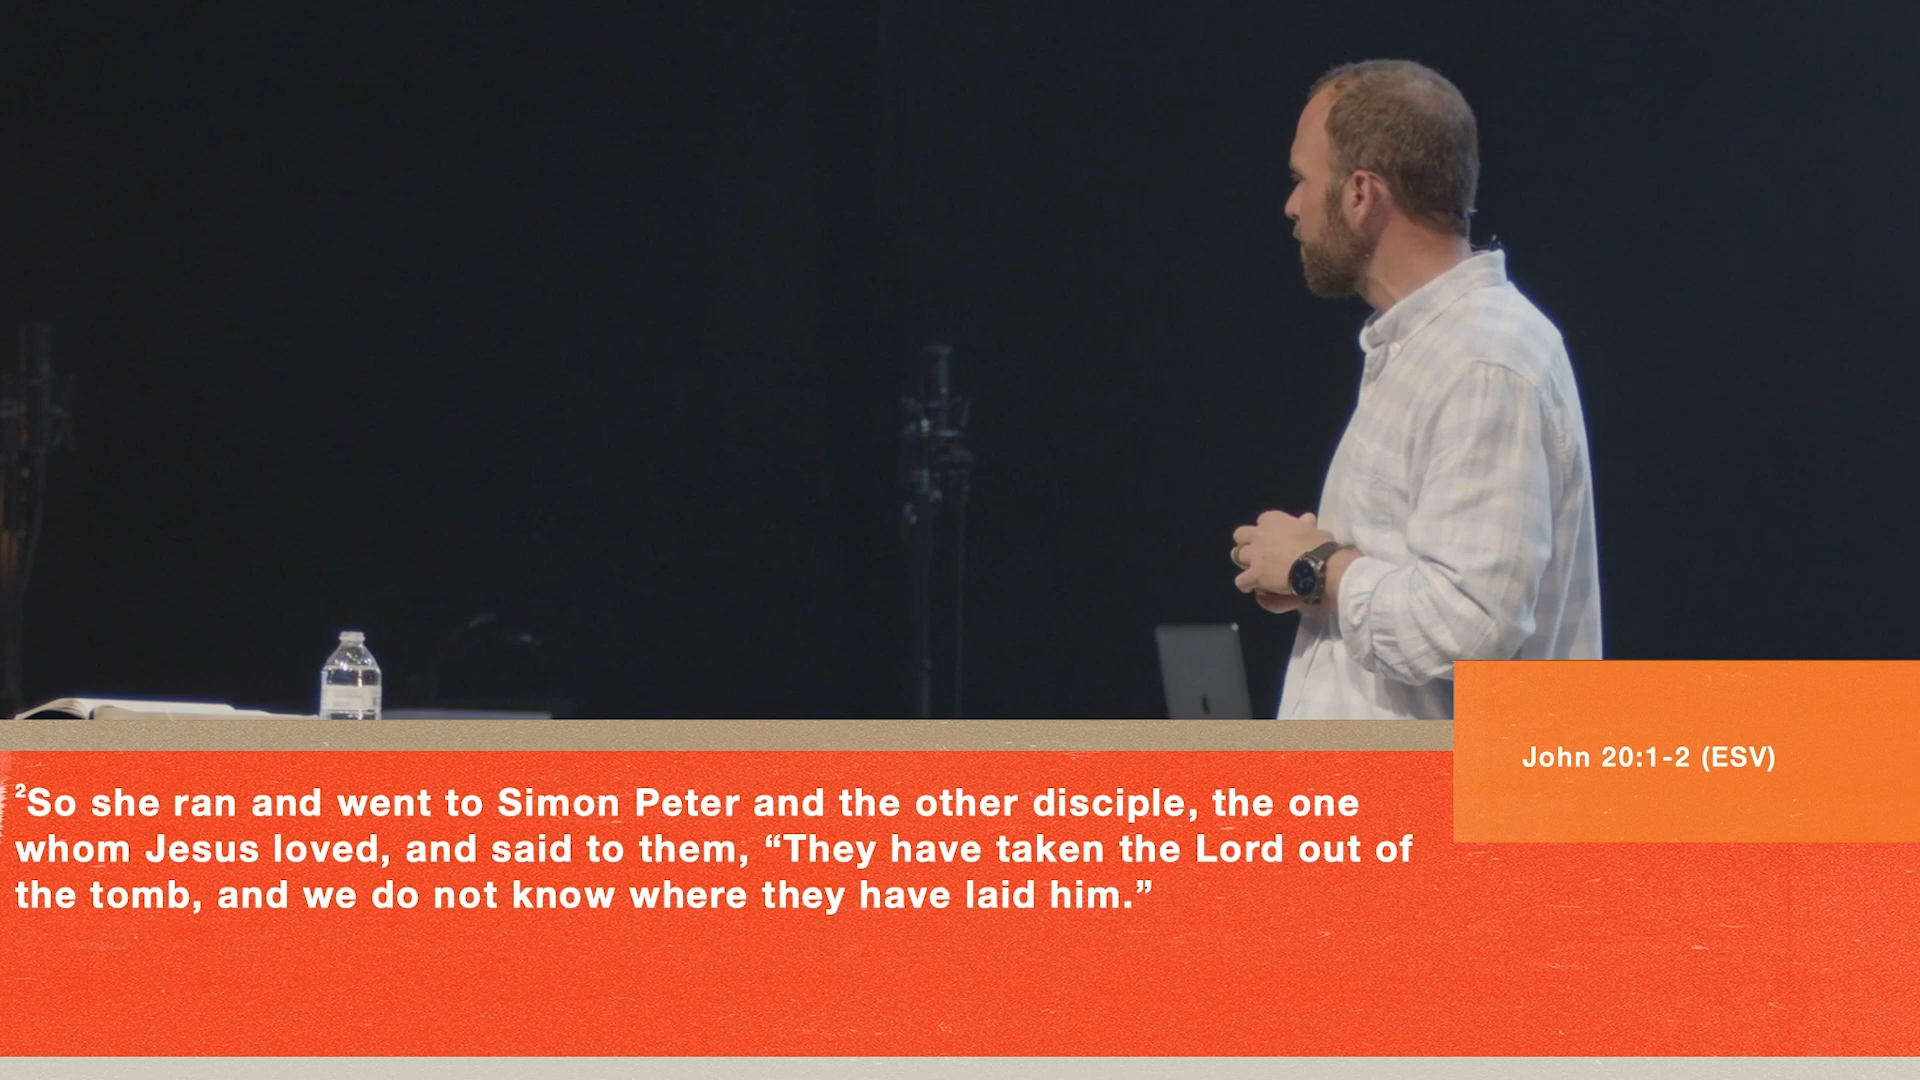 ²So she ran and went to Simon Peter and the other disciple, the one
whom Jesus loved, and said to them, “They have taken the Lord out of
the tomb, and we do not know where they have laid him.”
John 20:1-2 (ESV)